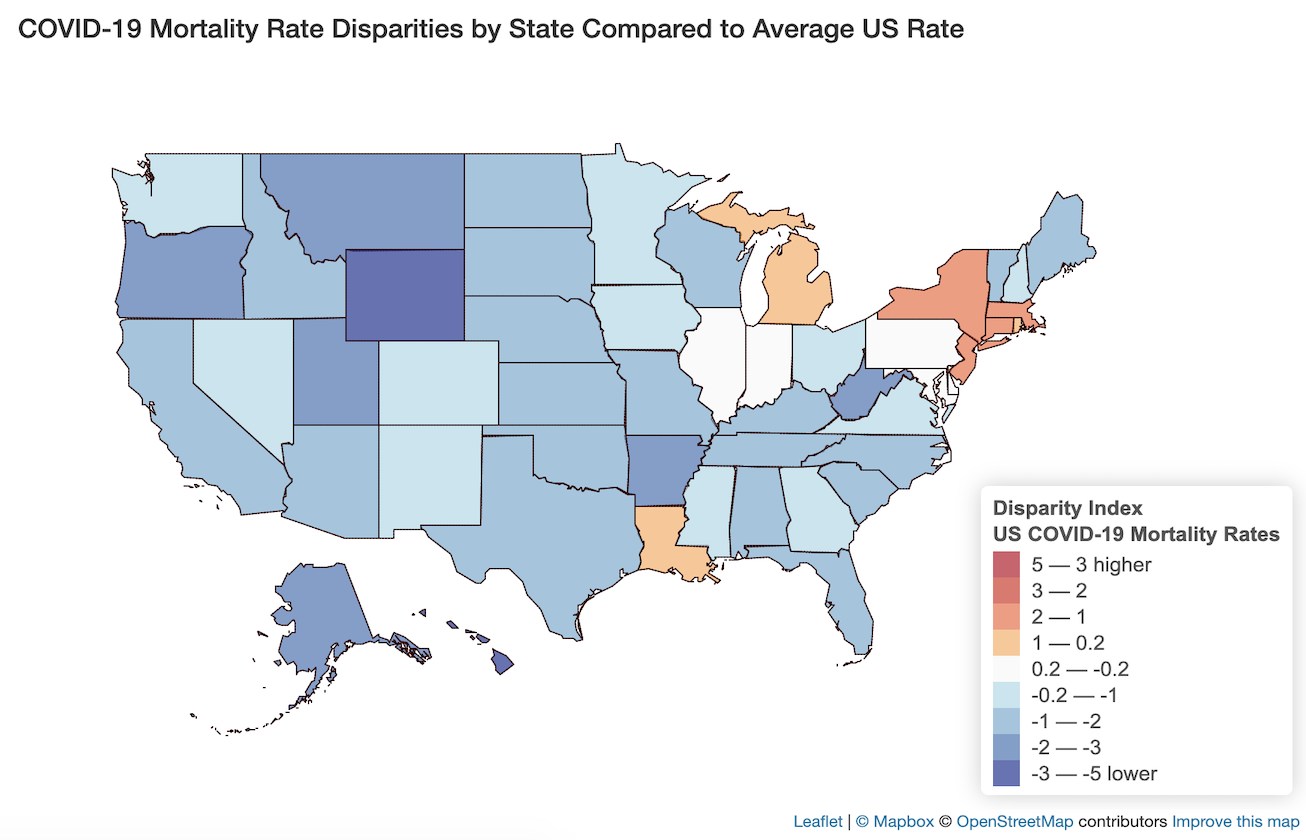 COVID-19 Mortality Rate Disparities by State Compared to Average US Rate
Disparity Index
US COVID-19 Mortality Rates
5 — 3 higher
3 — 2
2 — 1
1 — 0.2
0.2 — -0.2
-0.2 — -1
-1 — -2
-2 — -3
-3 — -5 lower
Leaflet | © Mapbox © OpenStreetMap contributors Improve this map